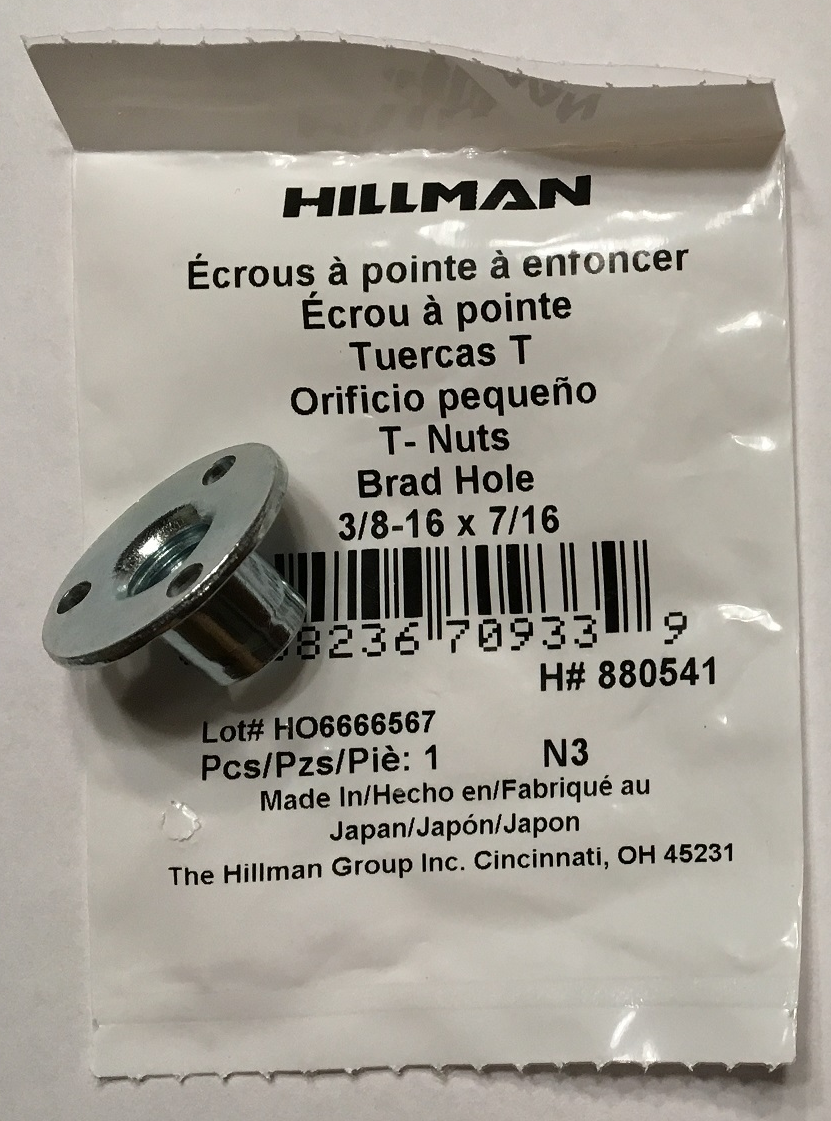 HILLMAN
Écrous à pointe à enfoncer
Écrou à pointe
Tuercas T
Orificio pequeño
T- Nuts
Brad Hole
3/8-16 x 7/16
8236 70933 9
H# 880541
Lot# HO6666567
Pcs/Pzs/Piè: 1 N3
Made In/Hecho en/Fabriqué au
Japan/Japón/Japon
The Hillman Group Inc. Cincinnati, OH 45231